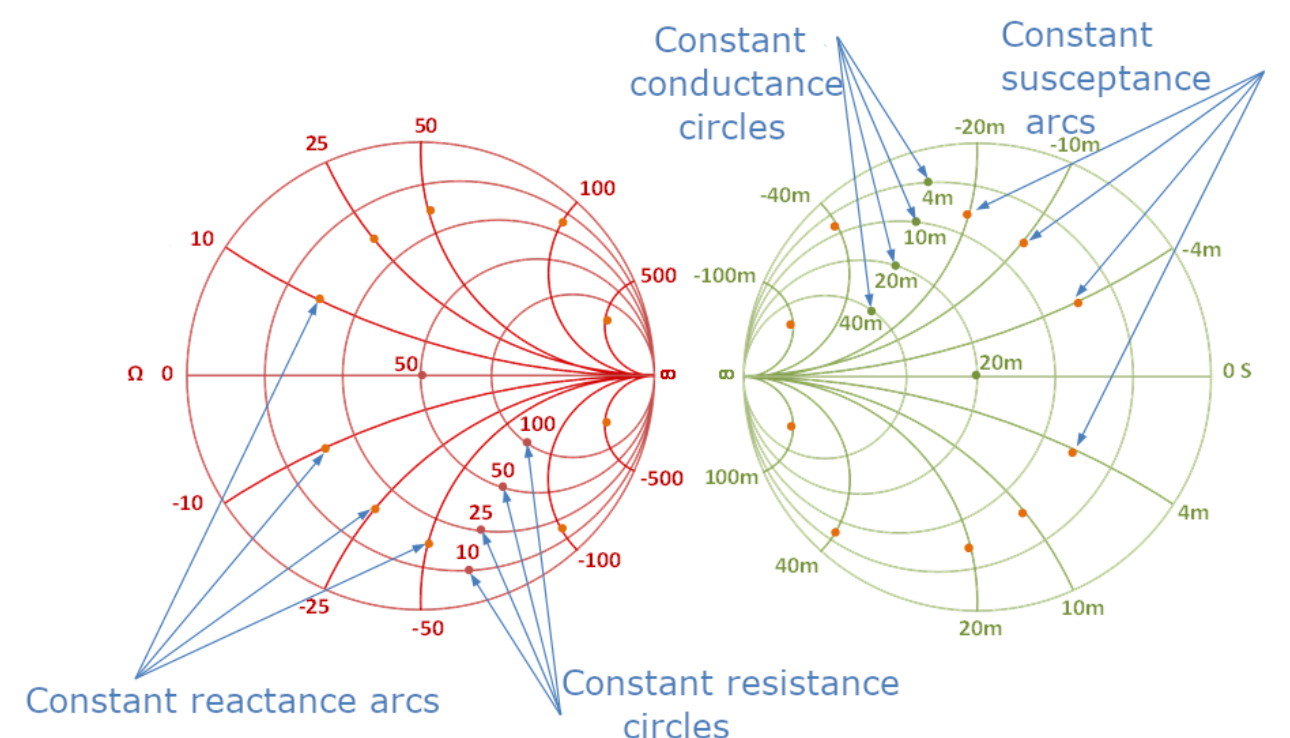 Constant
conductance
circles
Constant
susceptance
arcs
50
25
100
10
500
Ω 0
50
∞
100
-10
50
-500
25
10
-100
-25
-50
-20m
-10m
-40m
4m
10m
-4m
-100m
20m
40m
∞
20m
0 S
100m
4m
40m
10m
20m
Constant reactance arcs
Constant resistance
circles